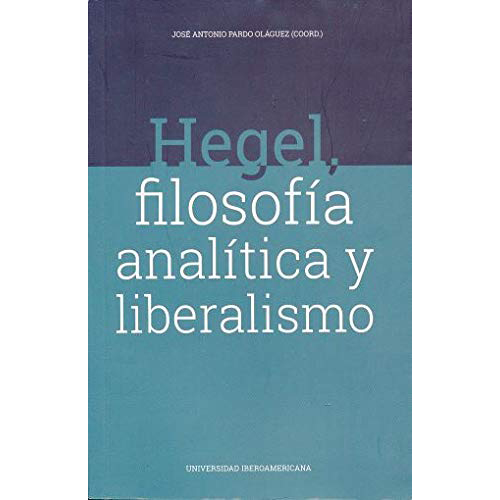 JOSÉ ANTONIO PARDO OLÁGUEZ (COORD.)
Hegel,
filosofía
analítica y
liberalismo
UNIVERSIDAD IBEROAMERICANA